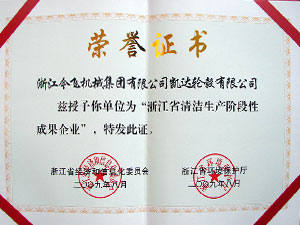 荣誉证书
浙江今飞机械集团有限公司凯达轮毂有限公司
兹授予你单位为“浙江省清洁生产阶段性
成果企业”，特发此证。
浙江省经济和信息化委员会 浙江省环境保护厅
二〇〇九年八月 二〇〇九年八月